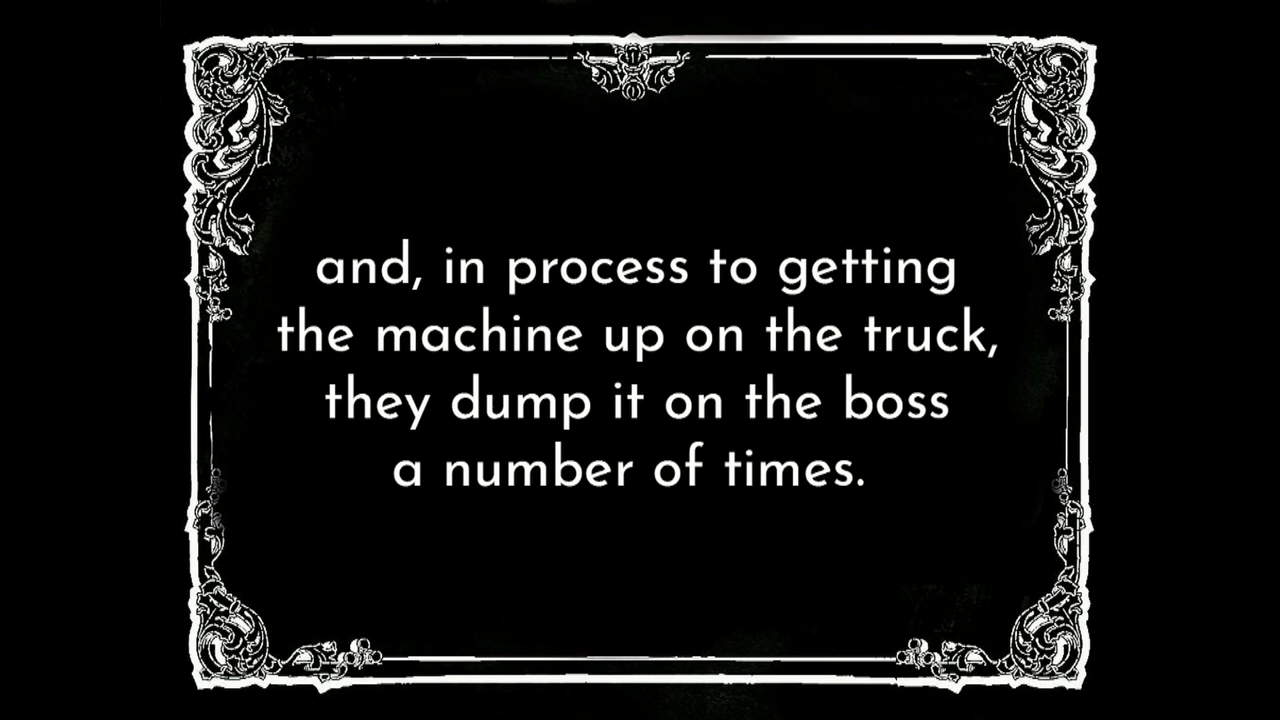 and, in process to getting
the machine up on the truck,
they dump it on the boss
a number of times.